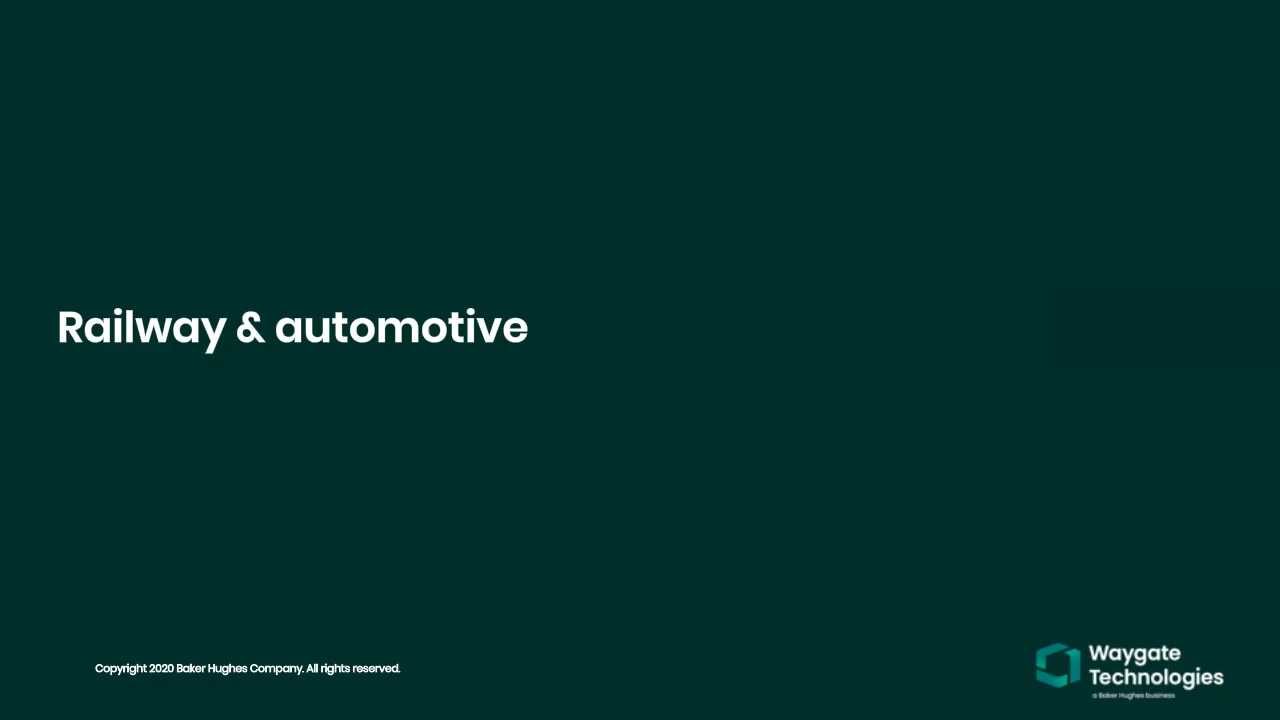 Railway & automotive
Copyright 2020 Baker Hughes Company. All rights reserved.
Waygate
Technologies
a Baker Hughes business